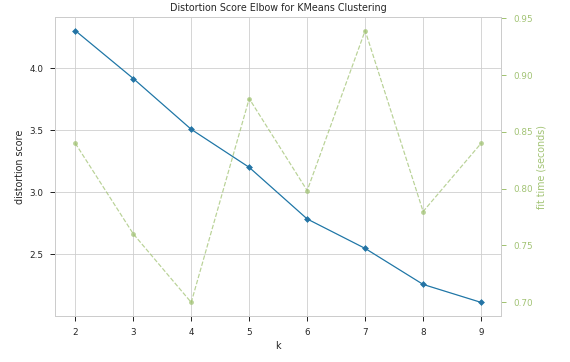 Distortion Score Elbow for KMeans Clustering
distortion score
4.0
3.5
3.0
2.5
0.95
0.90
0.85
0.80
0.75
0.70
fit time (seconds)
2 3 4 5 6 7 8 9
k